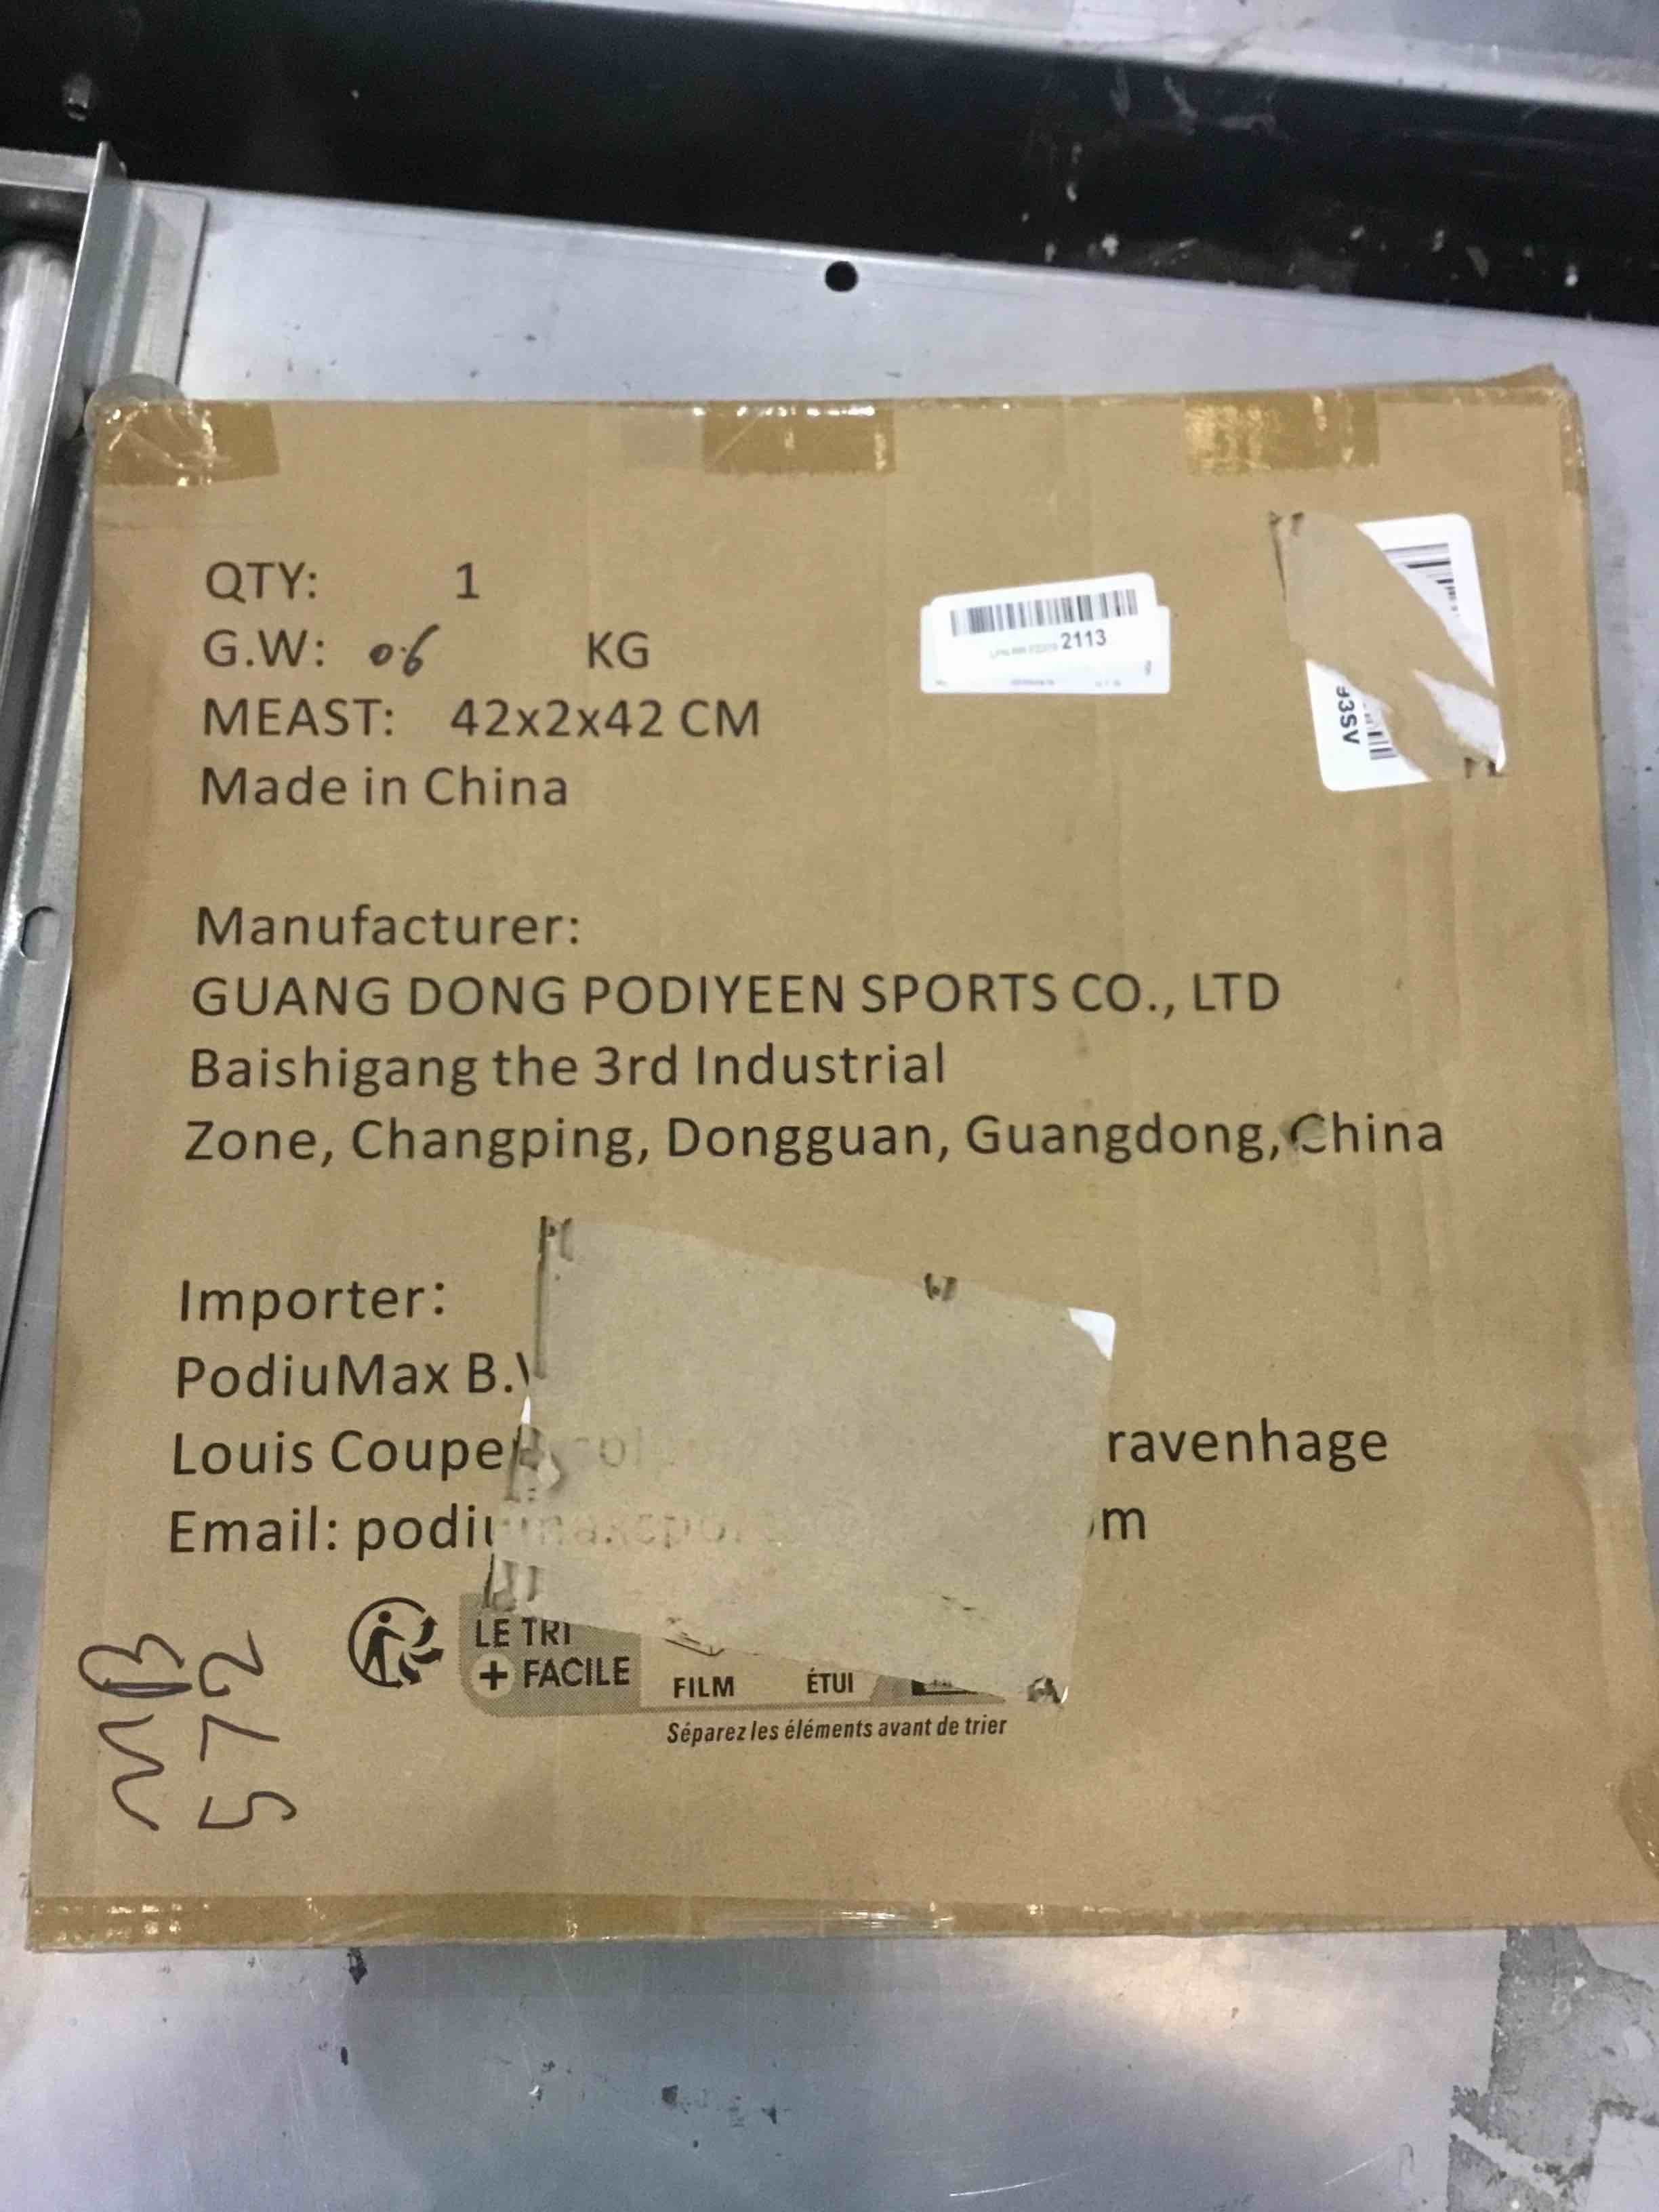 QTY: 1
G.W: 0.6 KG
MEAST: 42x2x42 CM
Made in China
2113
F3SV
Manufacturer:
GUANG DONG PODIYEEN SPORTS CO., LTD
Baishigang the 3rd Industrial
Zone, Changping, Dongguan, Guangdong, China
Importer:
PodiuMax B.
Louis Coupe ravenhage
Email: podi m
LE TRI
+ FACILE
FILM ÉTUI
Séparez les éléments avant de trier
572